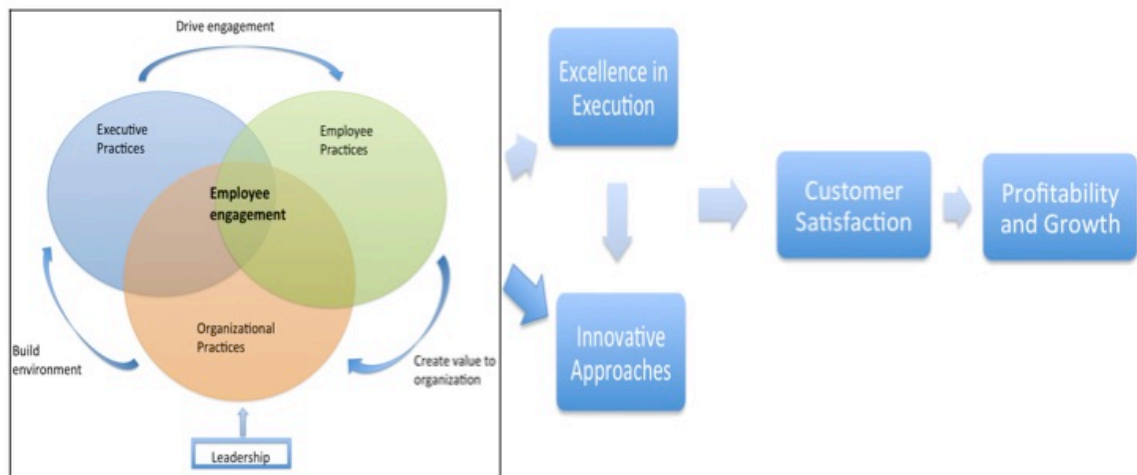 Drive engagement
Executive
Practices
Employee
Practices
Employee
engagement
Organizational
Practices
Build
environment
Create value to
organization
Leadership
Excellence in
Execution
Innovative
Approaches
Customer
Satisfaction
Profitability
and Growth